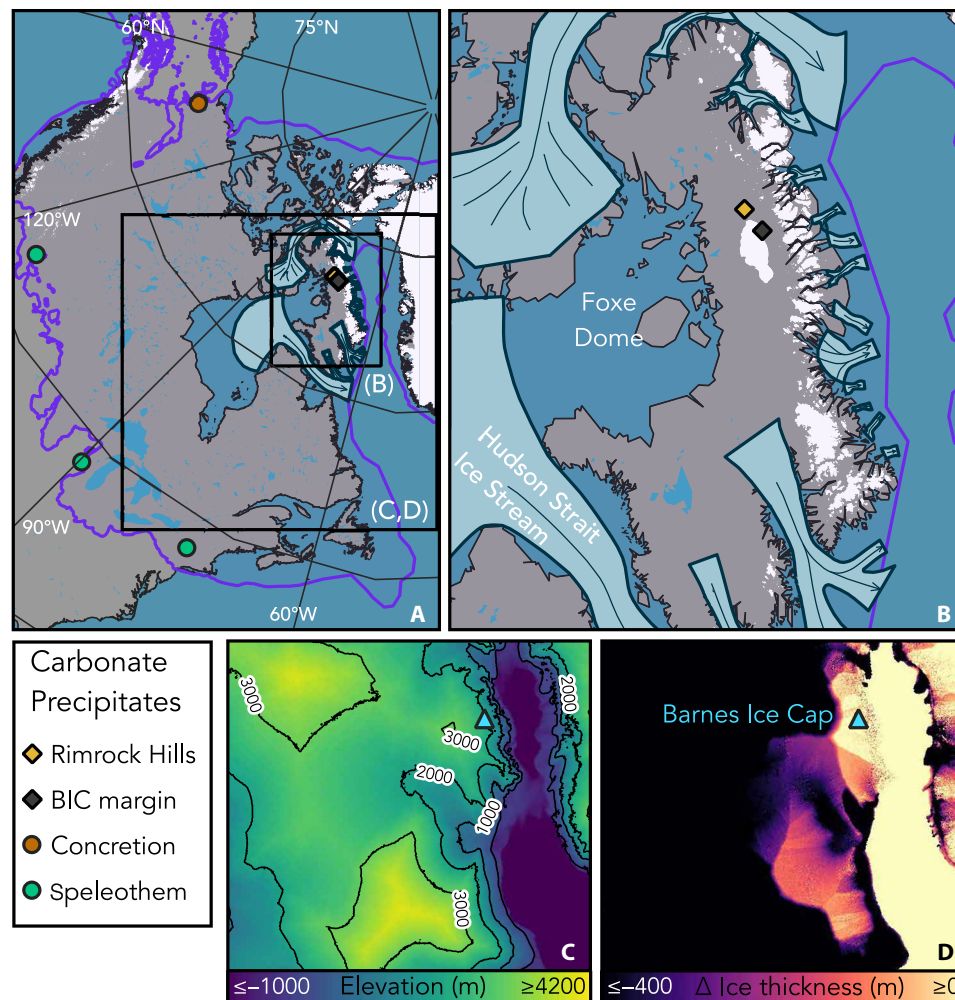 60°N
75°N
120°W
90°W
60°W
(B)
(C,D)
A
Foxe
Dome
Hudson Strait
Ice Stream
B
Carbonate
Precipitates
Rimrock Hills
BIC margin
Concretion
Speleothem
3000
2000
3000
2000
1000
3000
C
≤−1000 Elevation (m) ≥4200
Barnes Ice Cap
D
≤−400 Δ Ice thickness (m) ≥0